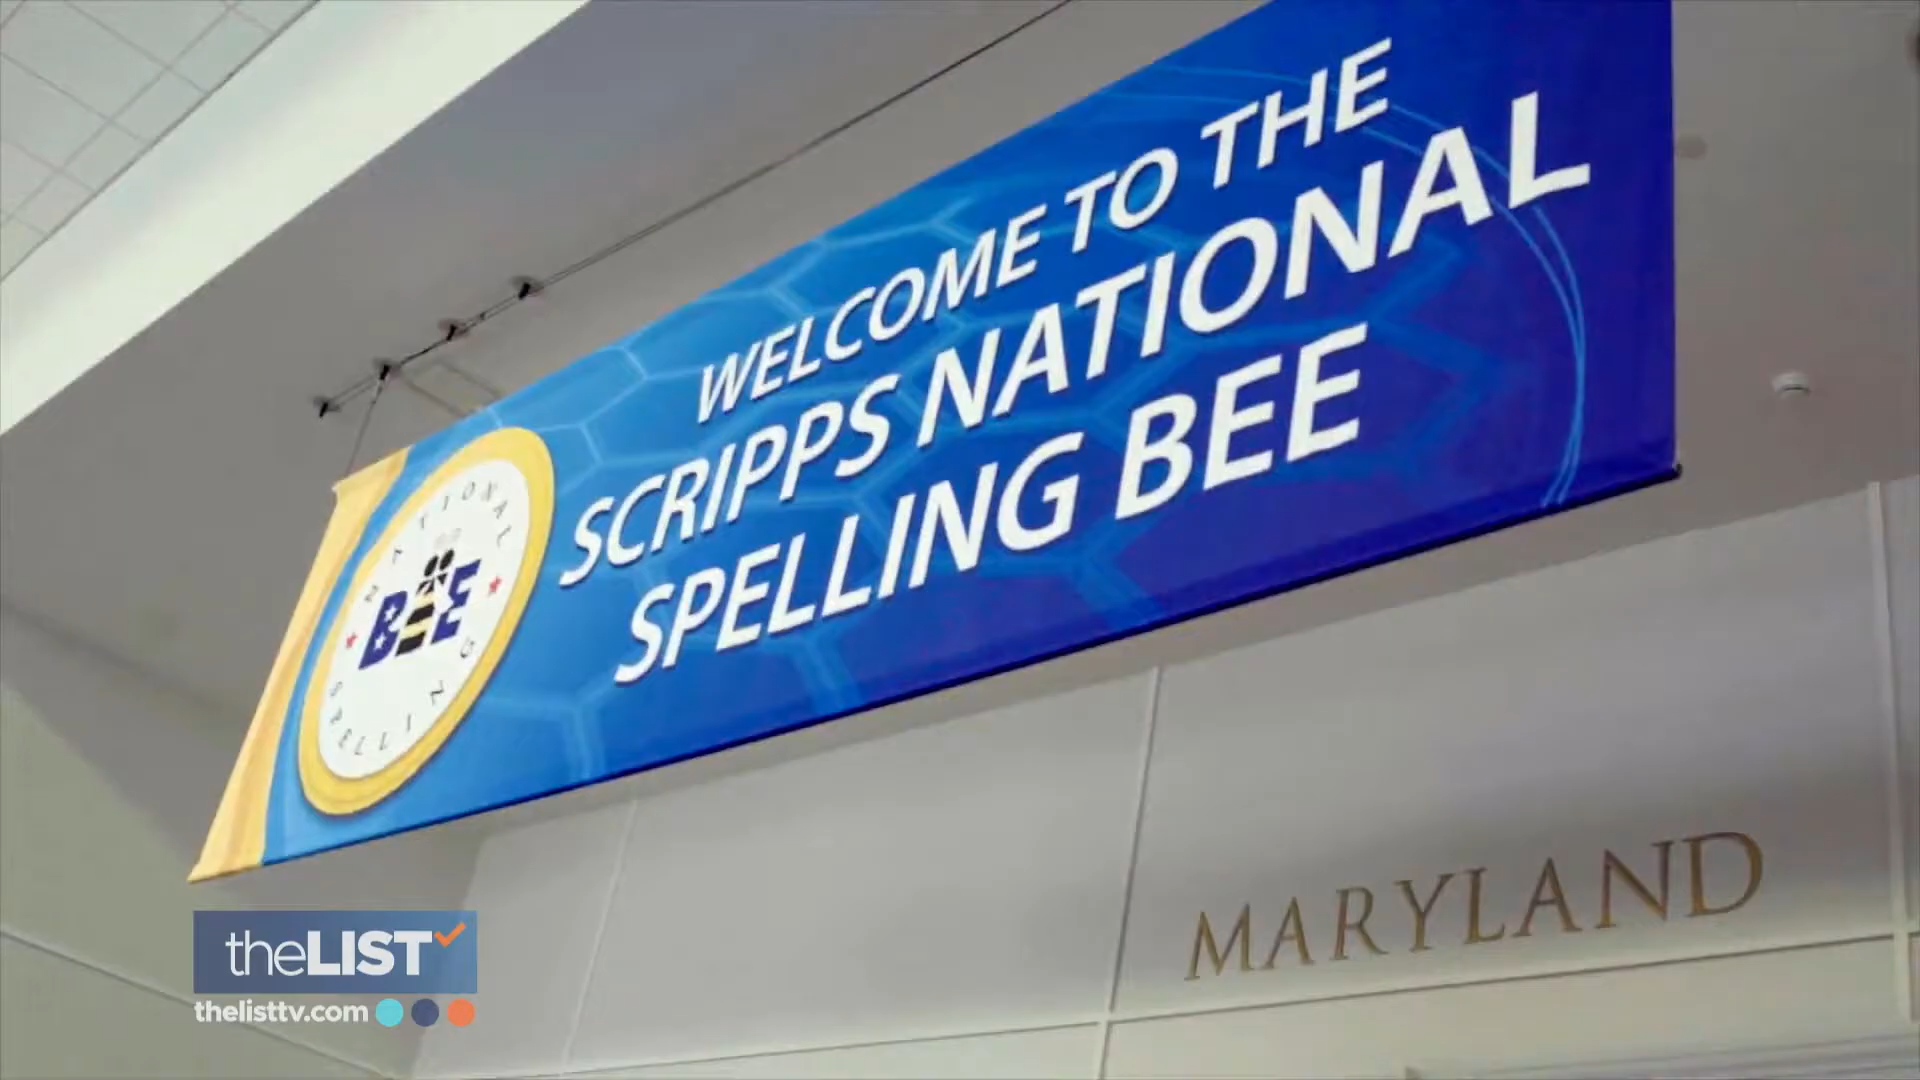 WELCOME TO THE
SCRIPPS NATIONAL
SPELLING BEE
NATIONAL
BEE
SPELLING
MARYLAND
theLIST
thelisttv.com